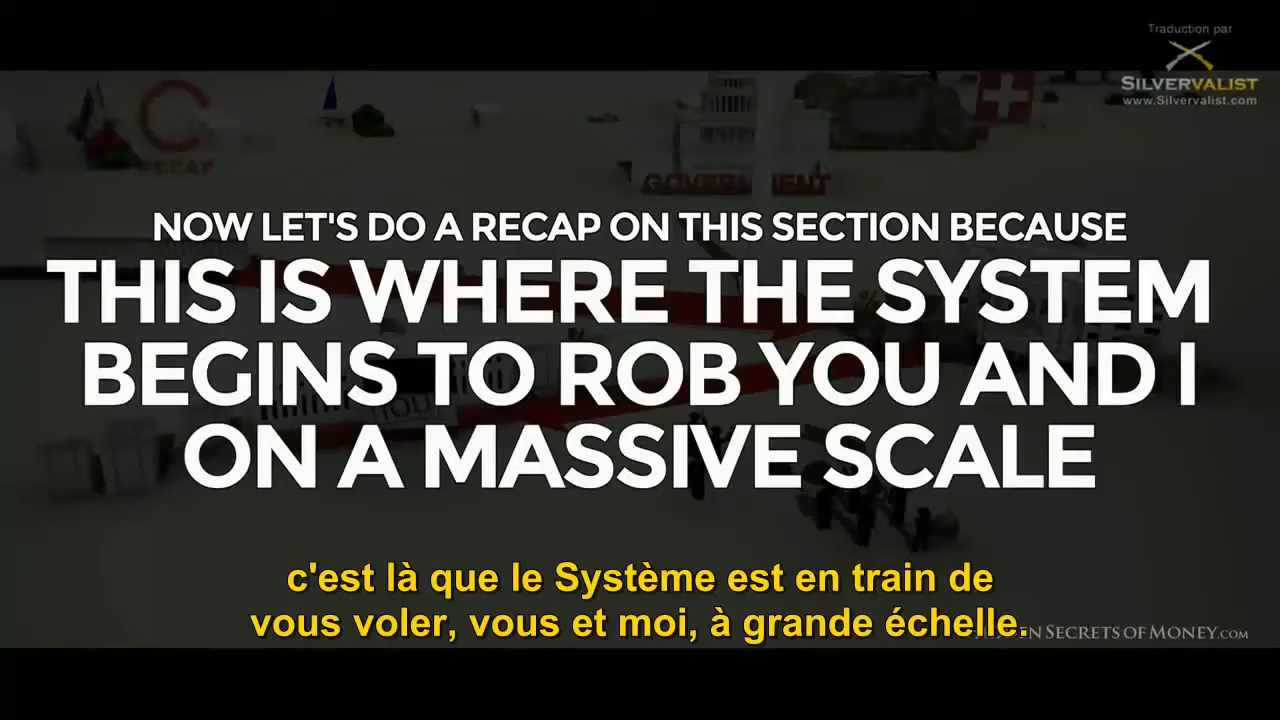 Traduction par
SILVERVALIST
www.Silvervalist.com
RECAP
GOVERNMENT
NOW LET'S DO A RECAP ON THIS SECTION BECAUSE
THIS IS WHERE THE SYSTEM
BEGINS TO ROB YOU AND I
ON A MASSIVE SCALE
c'est là que le Système est en train de
vous voler, vous et moi, à grande échelle.
SECRETS OF MONEY.COM